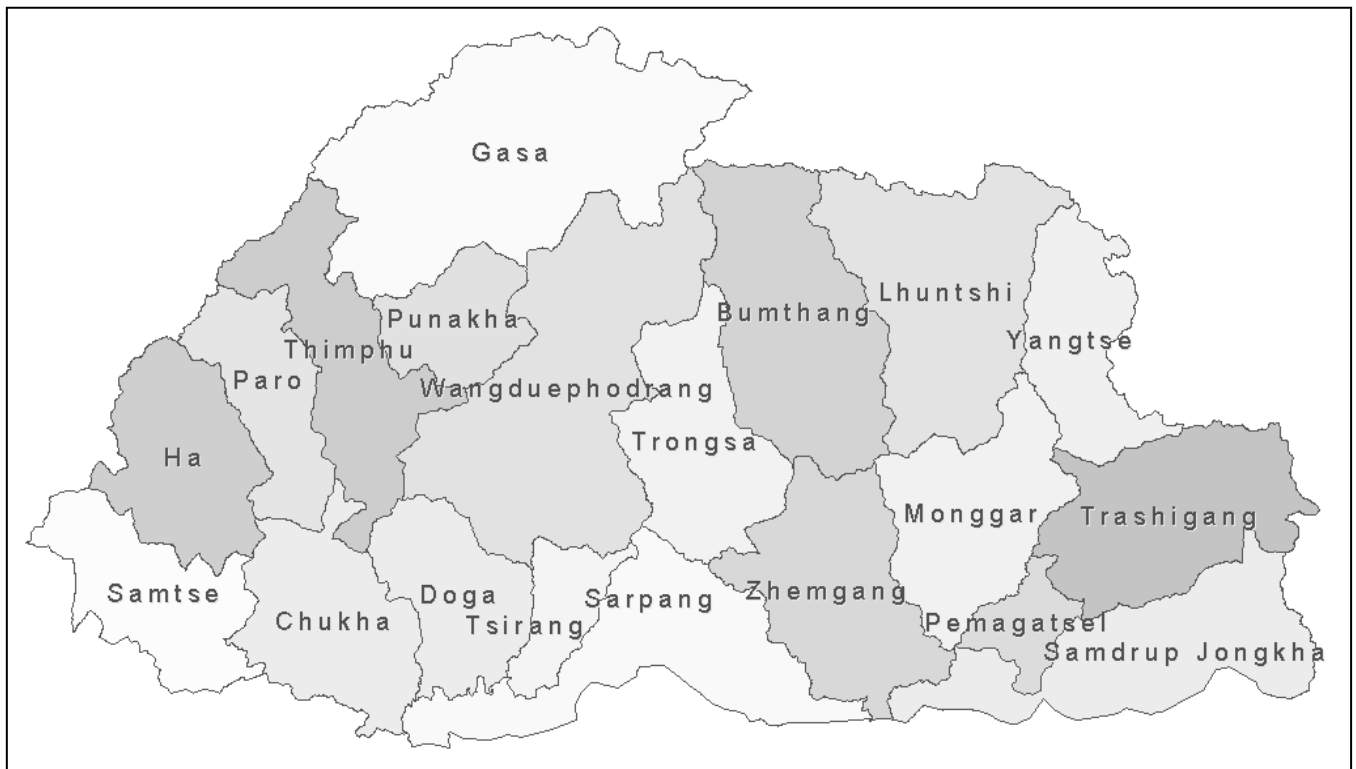 Gasa
Lhuntshi
Bumthang
Punakha
Yangtse
Thimphu
Paro
Wangduephodrang
Trongsa
Ha
Monggar
Trashigang
Samtse
Doga
Sarpang
Zhemgang
Chukha
Tsirang
Pemagatsel
Samdrup Jongkha